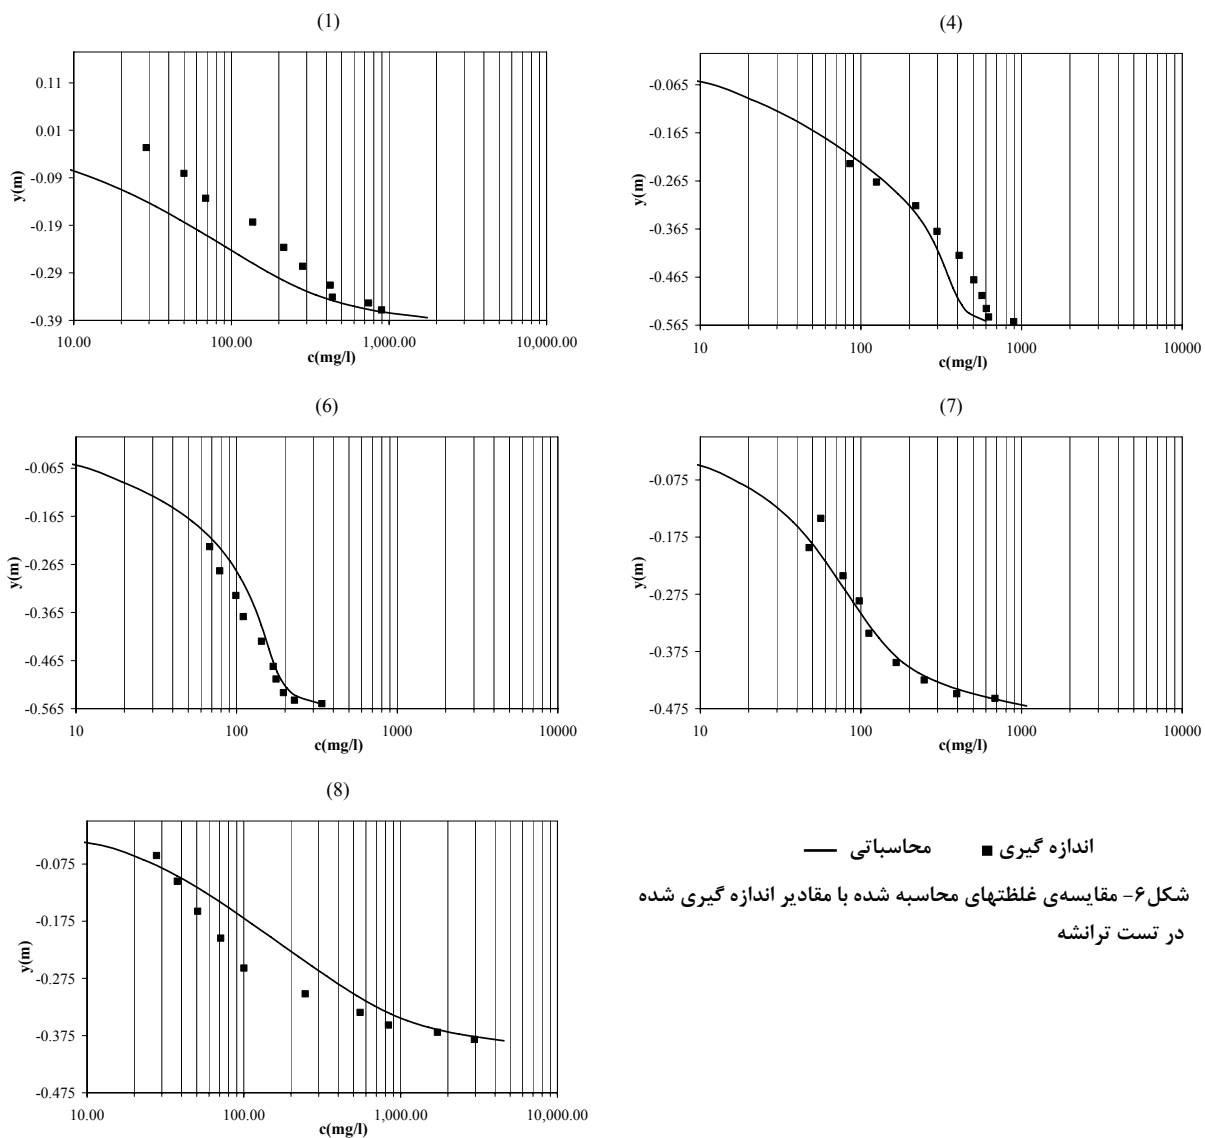 (1)
0.11
0.01
-0.09
-0.19
-0.29
-0.39
y(m)
10.00 100.00 1,000.00 10,000.00
c(mg/l)
(4)
-0.065
-0.165
-0.265
-0.365
-0.465
-0.565
y(m)
10 100 1000 10000
c(mg/l)
(6)
-0.065
-0.165
-0.265
-0.365
-0.465
-0.565
y(m)
10 100 1000 10000
c(mg/l)
(7)
-0.075
-0.175
-0.275
-0.375
-0.475
y(m)
10 100 1000 10000
c(mg/l)
(8)
-0.075
-0.175
-0.275
-0.375
-0.475
y(m)
10.00 100.00 1,000.00 10,000.00
c(mg/l)
اندازه گیری محاسباتی
شکل۶- مقایسه‌ی غلظتهای محاسبه شده با مقادیر اندازه گیری شده
در تست ترانشه